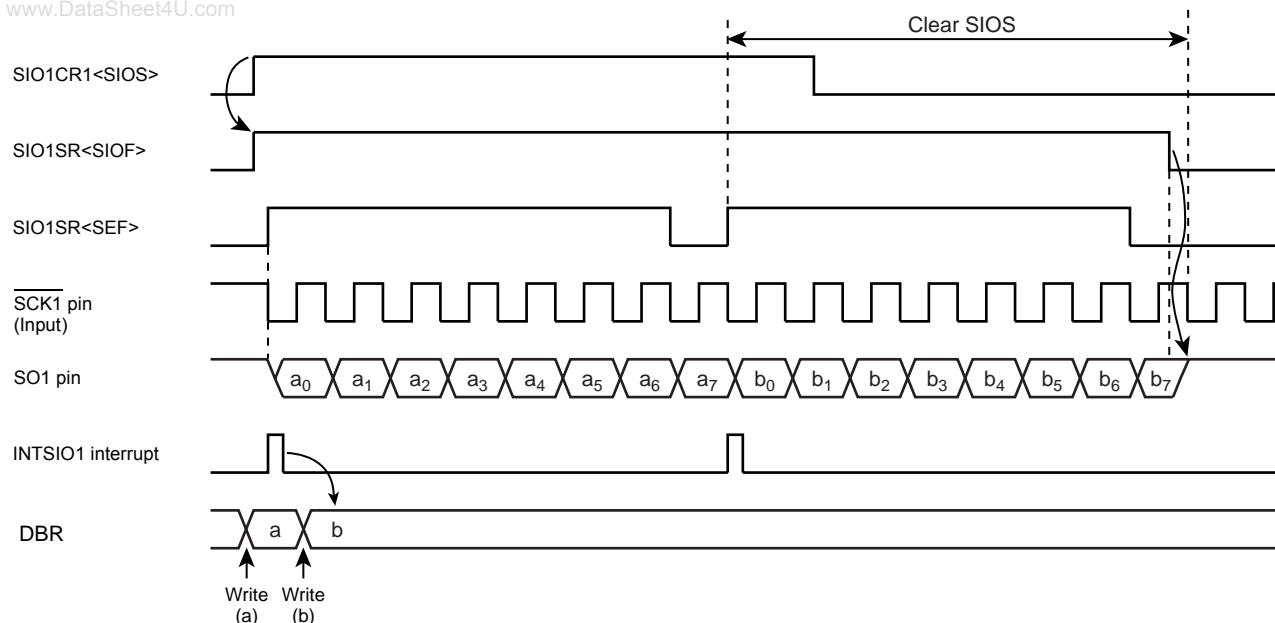 www.DataSheet4U.com
Clear SIOS
SIO1CR1<SIOS>
SIO1SR<SIOF>
SIO1SR<SEF>
SCK1 pin
(Input)
SO1 pin
a0 a1 a2 a3 a4 a5 a6 a7 b0 b1 b2 b3 b4 b5 b6 b7
INTSIO1 interrupt
DBR
a b
Write Write
(a) (b)